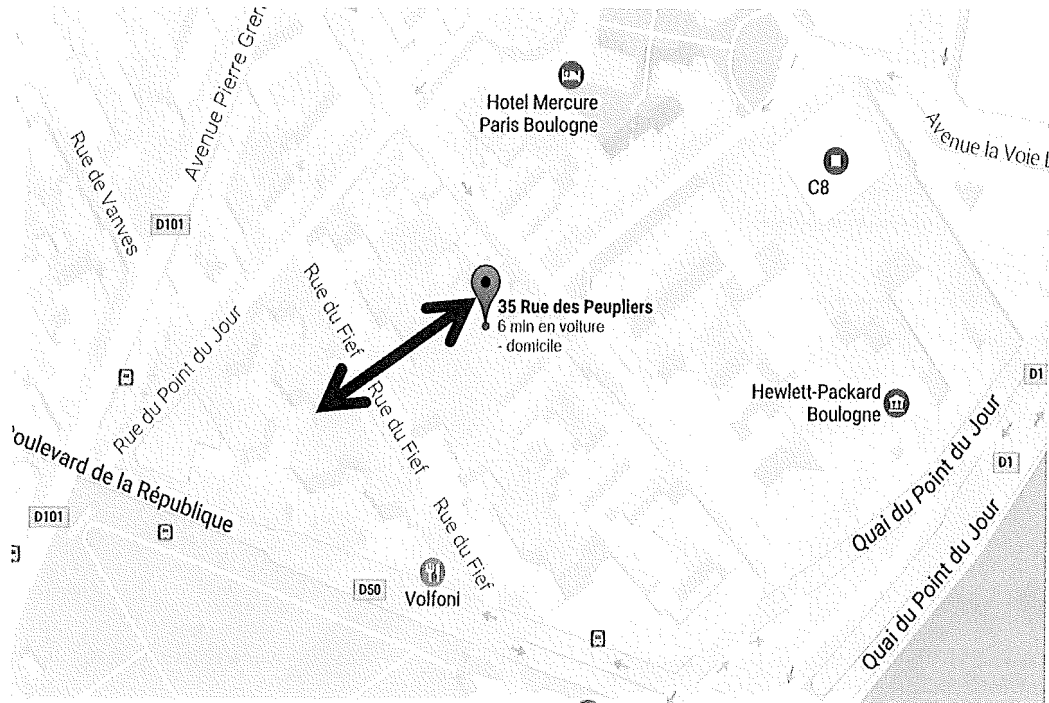 Avenue Pierre Gren
Hotel Mercure
Paris Boulogne
Rue de Vanves
Avenue la Voie L
C8
D101
Rue du Fief
35 Rue des Peupliers
6 min en voiture
- domicile
Rue du Point du Jour
Rue du Fief
Hewlett-Packard
Boulogne
D1
Boulevard de la République
D1
Quai du Point du Jour
D101
Rue du Fief
Volfoni
D50
Quai du Point du Jour